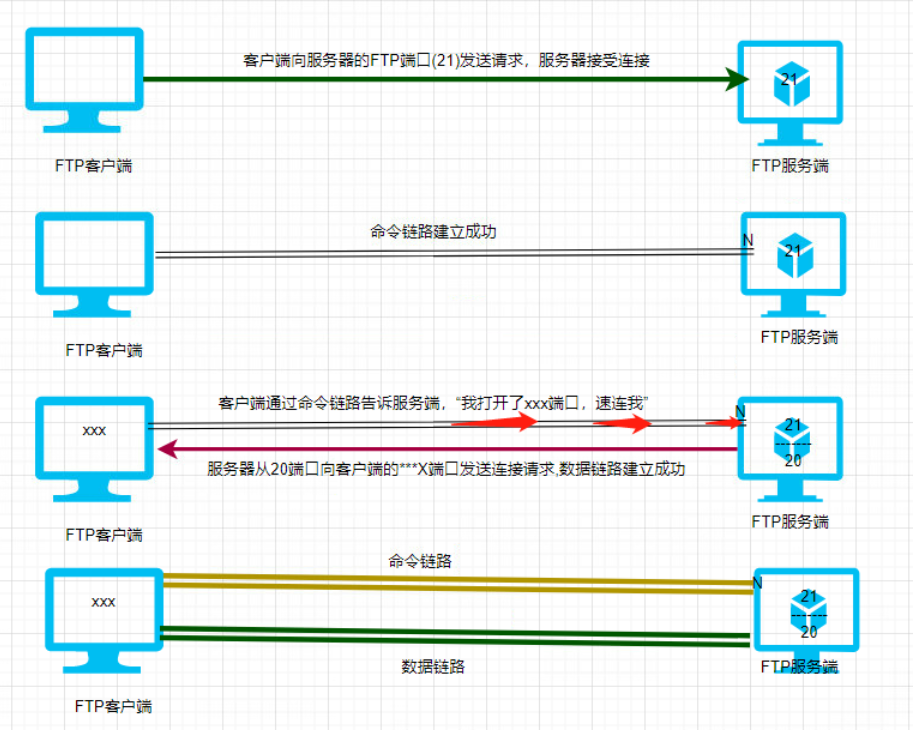 客户端向服务器的FTP端口(21)发送请求，服务器接受连接
21
FTP客户端
FTP服务端
命令链路建立成功
N
21
FTP客户端
FTP服务端
客户端通过命令链路告诉服务端，“我打开了xxx端口，速连我”
N
xxx
21
20
服务器从20端口向客户端的***X端口发送连接请求,数据链路建立成功
FTP客户端
FTP服务端
命令链路
N
xxx
21
20
数据链路
FTP服务端
FTP客户端